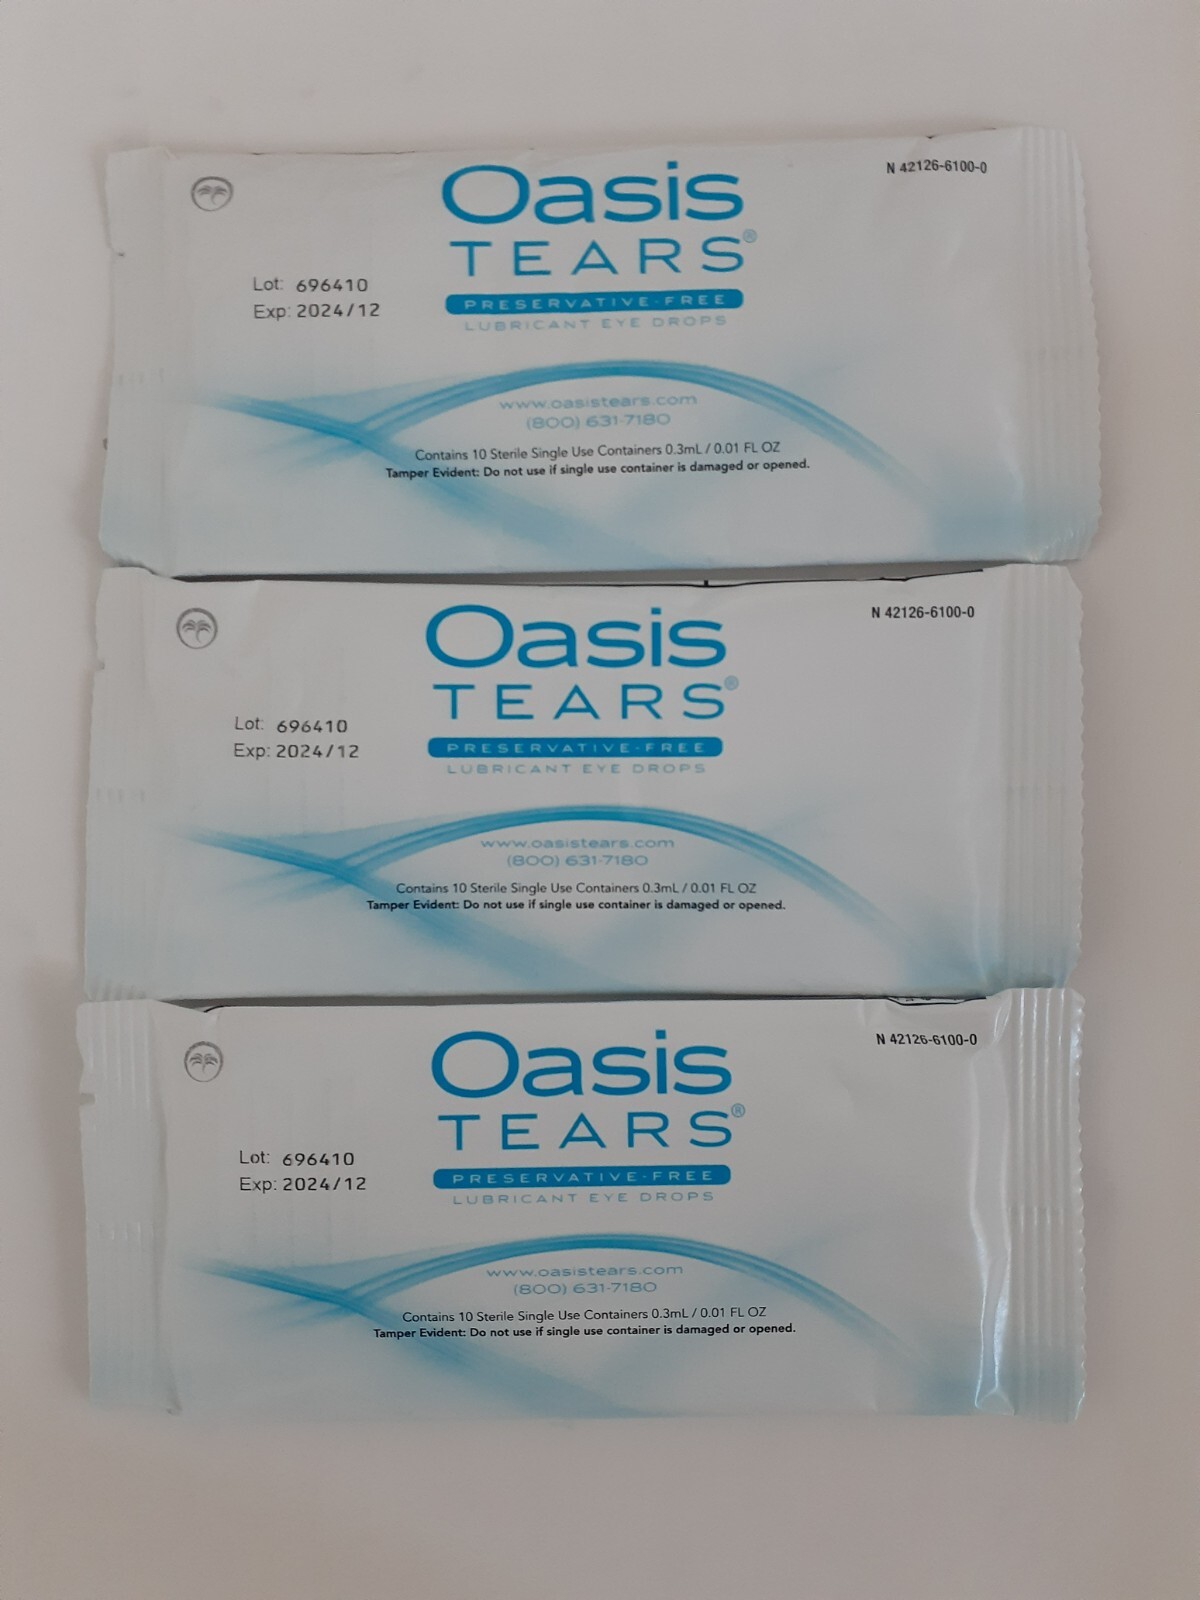 N 42126-6100-0
Oasis
TEARS®
Lot: 696410
Exp: 2024/12
PRESERVATIVE-FREE
LUBRICANT EYE DROPS
www.oasistears.com
(800) 631-7180
Contains 10 Sterile Single Use Containers 0.3mL / 0.01 FL OZ
Tamper Evident: Do not use if single use container is damaged or opened.
N 42126-6100-0
Oasis
TEARS®
Lot: 696410
Exp: 2024/12
PRESERVATIVE-FREE
LUBRICANT EYE DROPS
www.oasistears.com
(800) 631-7180
Contains 10 Sterile Single Use Containers 0.3mL / 0.01 FL OZ
Tamper Evident: Do not use if single use container is damaged or opened.
N 42126-6100-0
Oasis
TEARS®
Lot: 696410
Exp: 2024/12
PRESERVATIVE-FREE
LUBRICANT EYE DROPS
www.oasistears.com
(800) 631-7180
Contains 10 Sterile Single Use Containers 0.3mL / 0.01 FL OZ
Tamper Evident: Do not use if single use container is damaged or opened.